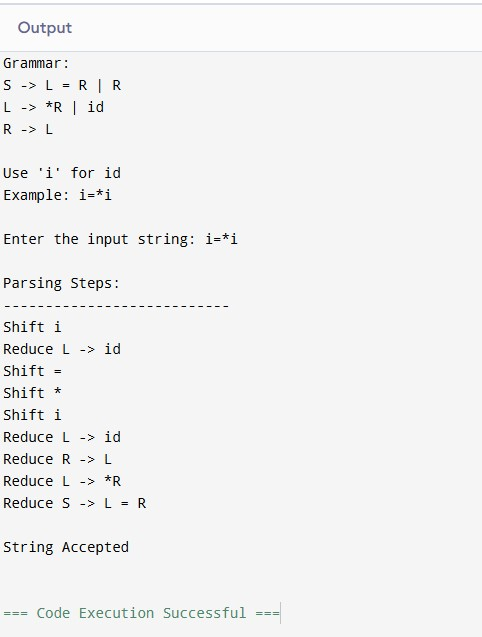 Output
Grammar:
S -> L = R | R
L -> *R | id
R -> L
Use 'i' for id
Example: i=*i
Enter the input string: i=*i
Parsing Steps:
---------------------------
Shift i
Reduce L -> id
Shift =
Shift *
Shift i
Reduce L -> id
Reduce R -> L
Reduce L -> *R
Reduce S -> L = R
String Accepted
=== Code Execution Successful ===